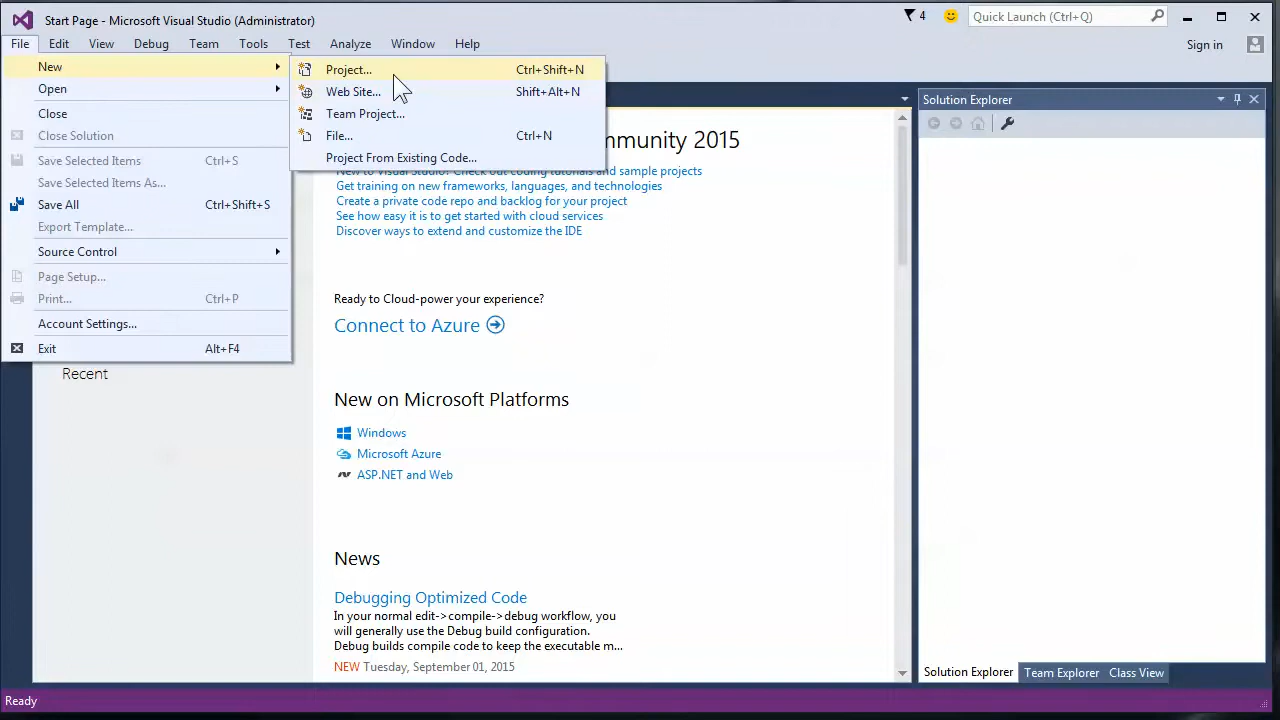 Start Page - Microsoft Visual Studio (Administrator)
4
Quick Launch (Ctrl+Q)
File Edit View Debug Team Tools Test Analyze Window Help
Sign in
New
Open
Close
Close Solution
Save Selected Items Ctrl+S
Save Selected Items As...
Save All Ctrl+Shift+S
Export Template...
Source Control
Page Setup...
Print... Ctrl+P
Account Settings...
Exit Alt+F4
Project... Ctrl+Shift+N
Web Site... Shift+Alt+N
Team Project...
File... Ctrl+N
Project From Existing Code...
Recent
mmunity 2015
New to Visual Studio? Check out coding tutorials and sample projects
Get training on new frameworks, languages, and technologies
Create a private code repo and backlog for your project
See how easy it is to get started with cloud services
Discover ways to extend and customize the IDE
Ready to Cloud-power your experience?
Connect to Azure
New on Microsoft Platforms
Windows
Microsoft Azure
ASP.NET and Web
News
Debugging Optimized Code
In your normal edit->compile->debug workflow, you
will generally use the Debug build configuration.
Debug builds compile code to keep the executable m...
NEW Tuesday, September 01, 2015
Solution Explorer
Solution Explorer Team Explorer Class View
Ready